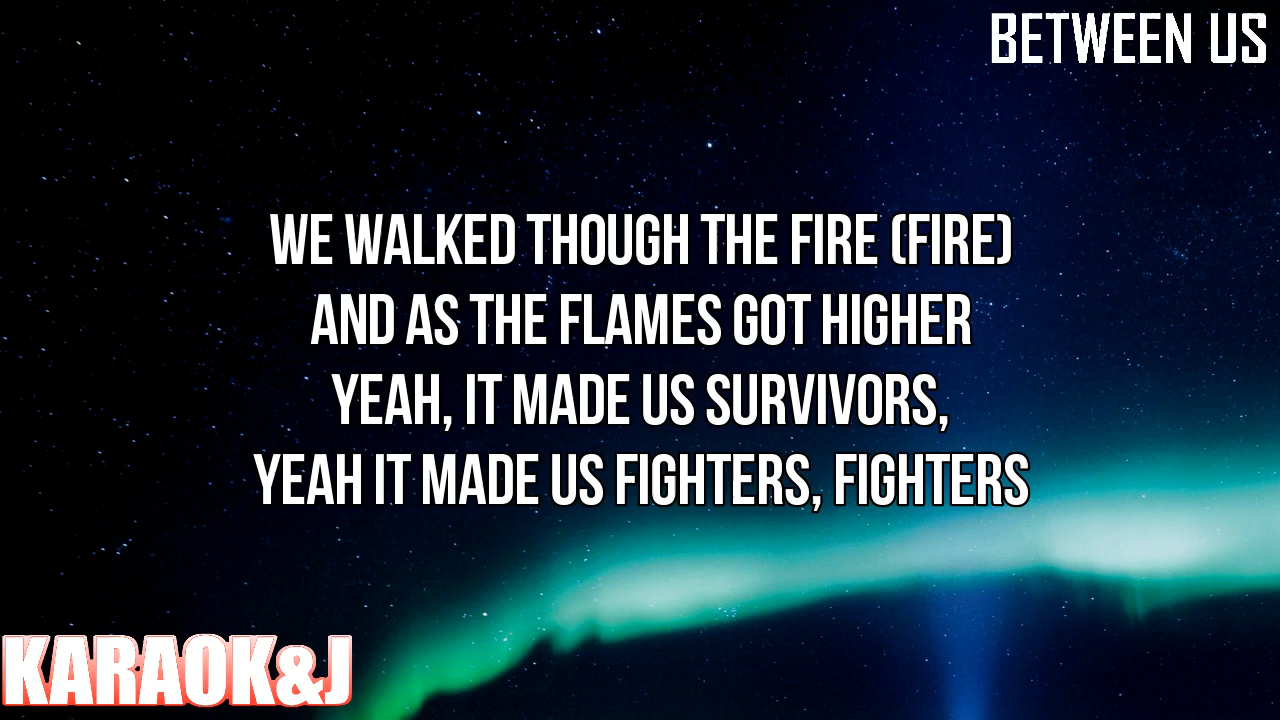 BETWEEN US
WE WALKED THOUGH THE FIRE (FIRE)
AND AS THE FLAMES GOT HIGHER
YEAH, IT MADE US SURVIVORS,
YEAH IT MADE US FIGHTERS, FIGHTERS
KARAOK&J